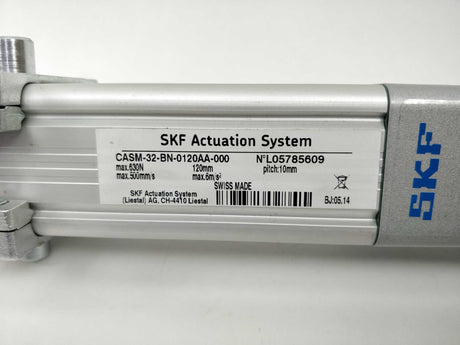 SKF Actuation System
CASM-32-BN-0120AA-000 N°L05785609
max.630N 120mm pitch:10mm
max.500mm/s max.6m/s²
SWISS MADE
SKF Actuation System
(Liestal) AG, CH-4410 Liestal
BJ:05.14
SKF